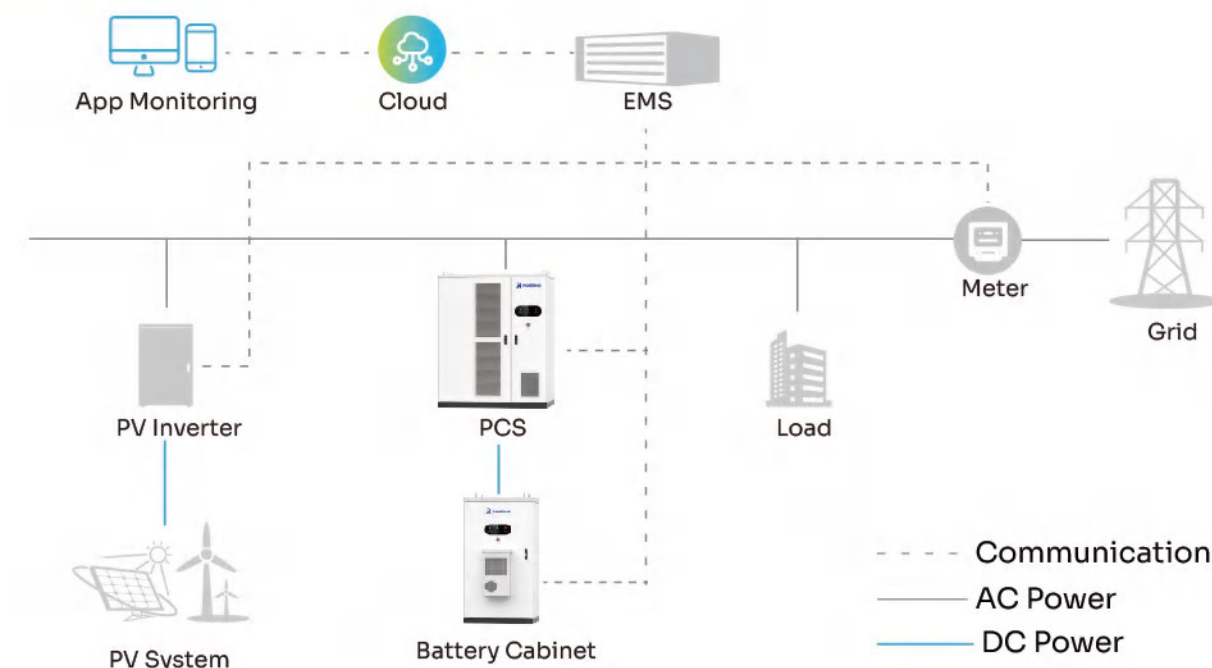 App Monitoring
Cloud
EMS
Meter
Grid
PV Inverter
PCS
Load
PV System
Battery Cabinet
Communication
AC Power
DC Power